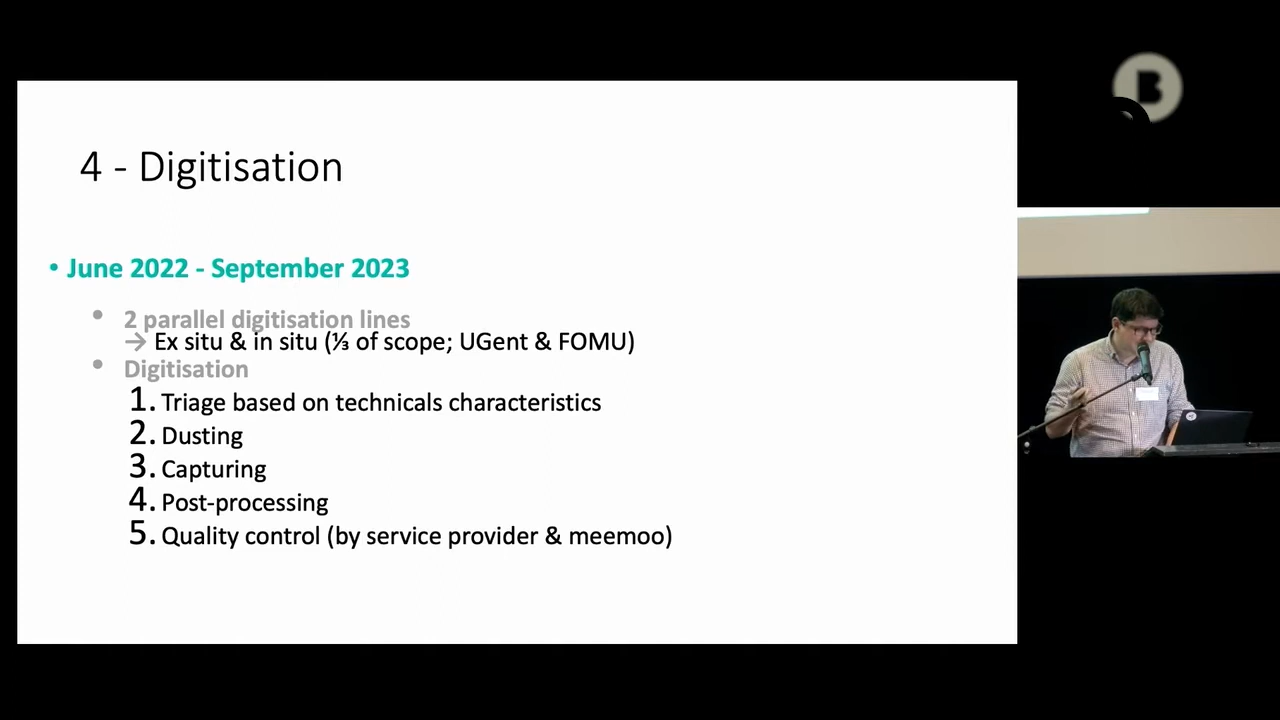 B
4 - Digitisation
• June 2022 - September 2023
• 2 parallel digitisation lines
→ Ex situ & in situ (⅓ of scope; UGent & FOMU)
• Digitisation
1. Triage based on technicals characteristics
2. Dusting
3. Capturing
4. Post-processing
5. Quality control (by service provider & meemoo)